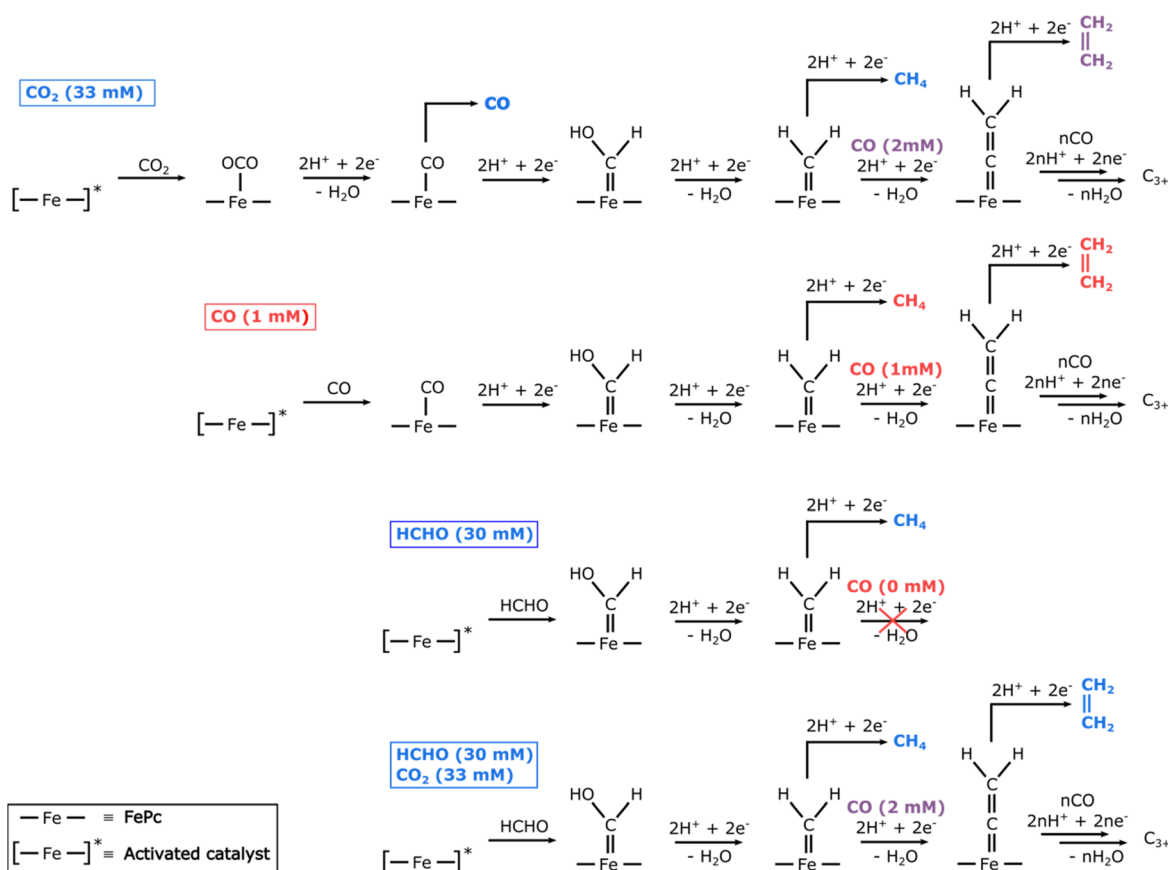 2H⁺ + 2e⁻ CH₂
CH₂
2H⁺ + 2e⁻ CH₄
H H
CO₂ (33 mM)
CO
C
HO H H H CO (2mM) nCO
CO₂ OCO 2H⁺ + 2e⁻ CO 2H⁺ + 2e⁻ C 2H⁺ + 2e⁻ C 2H⁺ + 2e⁻ C 2nH⁺ + 2ne⁻
[—Fe—]* Fe - H₂O Fe Fe - H₂O Fe - H₂O Fe - nH₂O C₃₊
2H⁺ + 2e⁻ CH₂
CH₂
2H⁺ + 2e⁻ CH₄
CO (1 mM)
H H
C
HO H H H CO (1mM) nCO
CO CO 2H⁺ + 2e⁻ C 2H⁺ + 2e⁻ C 2H⁺ + 2e⁻ C 2nH⁺ + 2ne⁻
[—Fe—]* Fe Fe - H₂O Fe - H₂O Fe - nH₂O C₃₊
2H⁺ + 2e⁻ CH₄
HCHO (30 mM)
HO H H H CO (0 mM)
HCHO C 2H⁺ + 2e⁻ C 2H⁺ + 2e⁻
[—Fe—]* Fe - H₂O Fe - H₂O
2H⁺ + 2e⁻ CH₂
CH₂
2H⁺ + 2e⁻ CH₄
HCHO (30 mM)
CO₂ (33 mM)
H H
C
HO H H H CO (2 mM) nCO
HCHO C 2H⁺ + 2e⁻ C 2H⁺ + 2e⁻ C 2nH⁺ + 2ne⁻
[—Fe—]* Fe - H₂O Fe - H₂O Fe - nH₂O C₃₊
—Fe— ≡ FePc
[—Fe—]* ≡ Activated catalyst